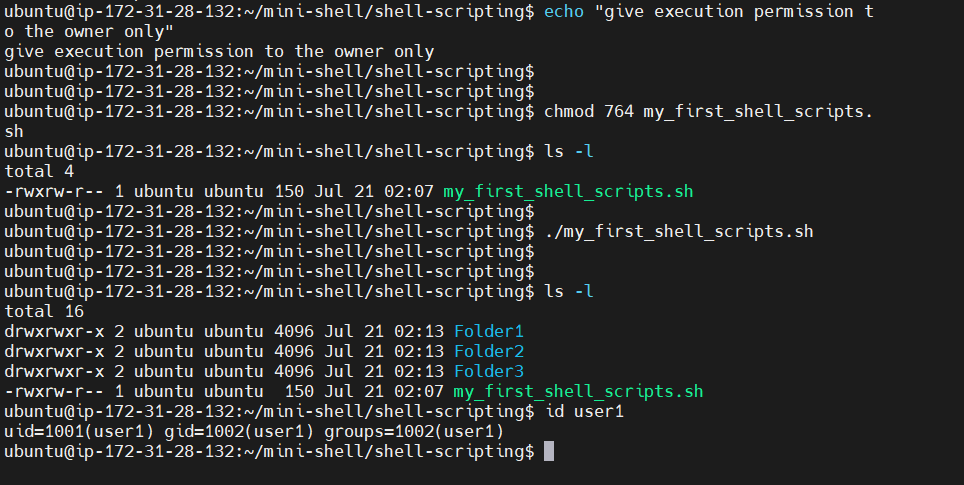 ubuntu@ip-172-31-28-132:~/mini-shell/shell-scripting$ echo "give execution permission t
o the owner only"
give execution permission to the owner only
ubuntu@ip-172-31-28-132:~/mini-shell/shell-scripting$
ubuntu@ip-172-31-28-132:~/mini-shell/shell-scripting$
ubuntu@ip-172-31-28-132:~/mini-shell/shell-scripting$ chmod 764 my_first_shell_scripts.
sh
ubuntu@ip-172-31-28-132:~/mini-shell/shell-scripting$ ls -l
total 4
-rwxrw-r-- 1 ubuntu ubuntu 150 Jul 21 02:07 my_first_shell_scripts.sh
ubuntu@ip-172-31-28-132:~/mini-shell/shell-scripting$
ubuntu@ip-172-31-28-132:~/mini-shell/shell-scripting$ ./my_first_shell_scripts.sh
ubuntu@ip-172-31-28-132:~/mini-shell/shell-scripting$
ubuntu@ip-172-31-28-132:~/mini-shell/shell-scripting$
ubuntu@ip-172-31-28-132:~/mini-shell/shell-scripting$ ls -l
total 16
drwxrwxr-x 2 ubuntu ubuntu 4096 Jul 21 02:13 Folder1
drwxrwxr-x 2 ubuntu ubuntu 4096 Jul 21 02:13 Folder2
drwxrwxr-x 2 ubuntu ubuntu 4096 Jul 21 02:13 Folder3
-rwxrw-r-- 1 ubuntu ubuntu  150 Jul 21 02:07 my_first_shell_scripts.sh
ubuntu@ip-172-31-28-132:~/mini-shell/shell-scripting$ id user1
uid=1001(user1) gid=1002(user1) groups=1002(user1)
ubuntu@ip-172-31-28-132:~/mini-shell/shell-scripting$